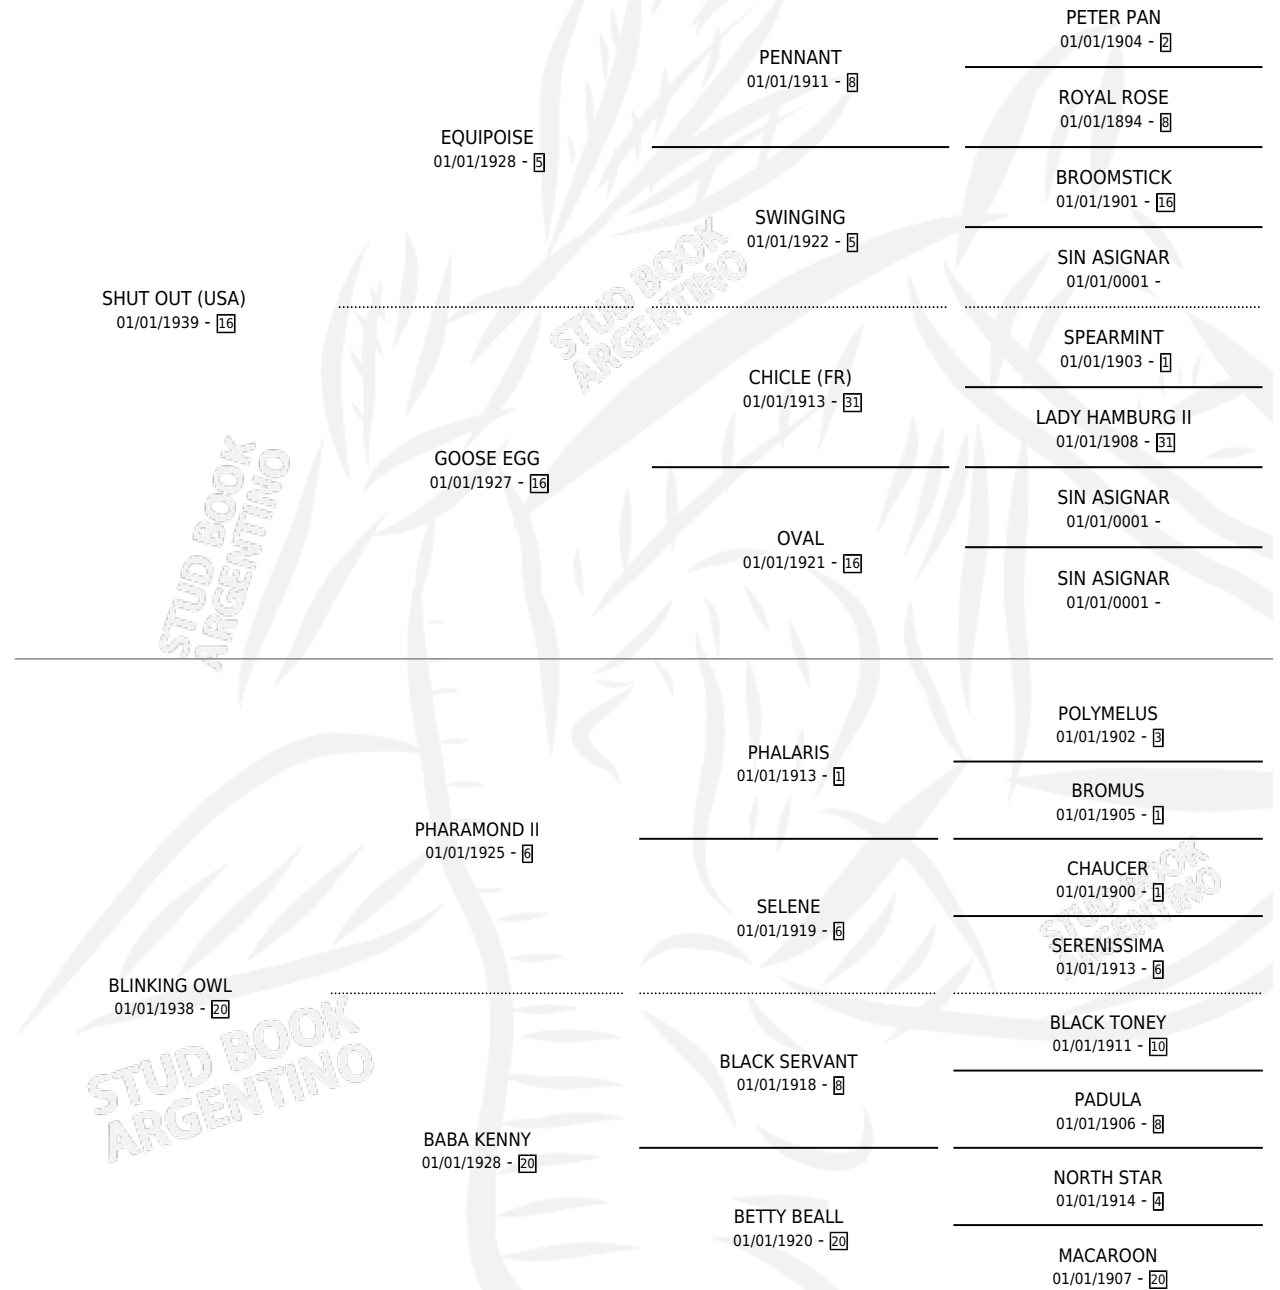 PETER PAN
01/01/1904 - 2
PENNANT
01/01/1911 - 8
ROYAL ROSE
01/01/1894 - 8
EQUIPOISE
01/01/1928 - 5
BROOMSTICK
01/01/1901 - 16
SWINGING
01/01/1922 - 5
SIN ASIGNAR
01/01/0001 -
SHUT OUT (USA)
01/01/1939 - 16
SPEARMINT
01/01/1903 - 1
CHICLE (FR)
01/01/1913 - 31
LADY HAMBURG II
01/01/1908 - 31
GOOSE EGG
01/01/1927 - 16
SIN ASIGNAR
01/01/0001 -
OVAL
01/01/1921 - 16
SIN ASIGNAR
01/01/0001 -
POLYMELUS
01/01/1902 - 3
PHALARIS
01/01/1913 - 1
BROMUS
01/01/1905 - 1
PHARAMOND II
01/01/1925 - 6
CHAUCER
01/01/1900 - 1
SELENE
01/01/1919 - 6
SERENISSIMA
01/01/1913 - 6
BLINKING OWL
01/01/1938 - 20
BLACK TONEY
01/01/1911 - 10
BLACK SERVANT
01/01/1918 - 8
PADULA
01/01/1906 - 8
BABA KENNY
01/01/1928 - 20
NORTH STAR
01/01/1914 - 4
BETTY BEALL
01/01/1920 - 20
MACAROON
01/01/1907 - 20
STUD BOOK
ARGENTINO
STUD BOOK
ARGENTINO
STUD BOOK
ARGENTINO
STUD BOOK
ARGENTINO